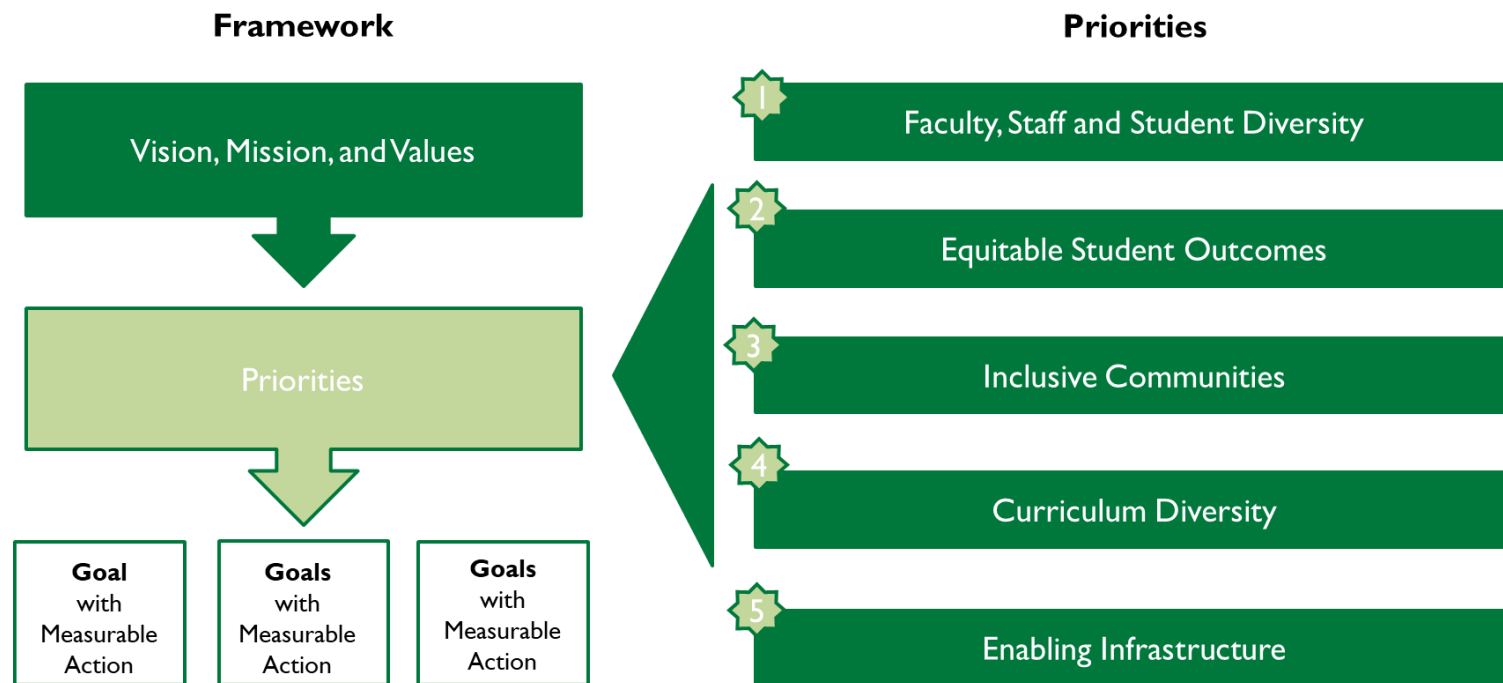 Framework
Vision, Mission, and Values
Priorities
Goal
with
Measurable
Action
Goals
with
Measurable
Action
Goals
with
Measurable
Action
Priorities
1
Faculty, Staff and Student Diversity
2
Equitable Student Outcomes
3
Inclusive Communities
4
Curriculum Diversity
5
Enabling Infrastructure